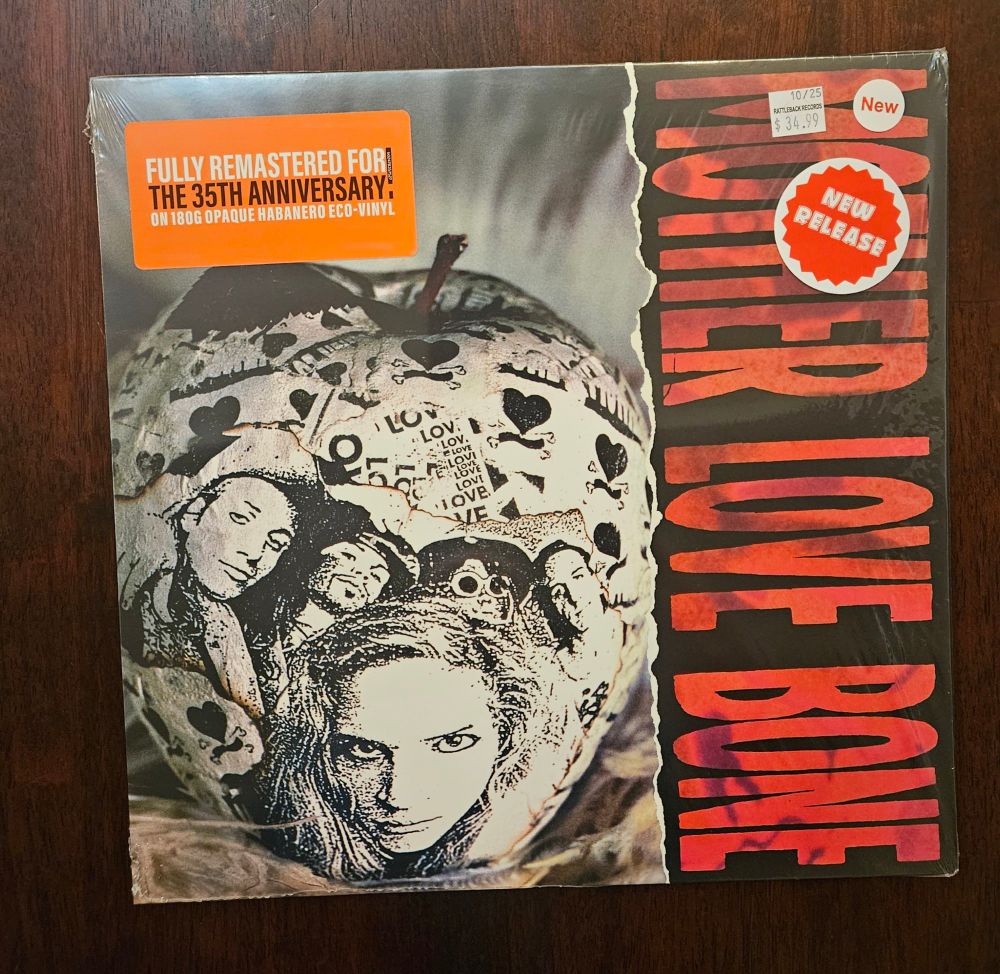 FULLY REMASTERED FOR
THE 35TH ANNIVERSARY!
ON 180G OPAQUE HABANERO ECO-VINYL
10/25
RATTLEBACK RECORDS
$ 34.99
New
NEW
RELEASE
MOTHER LOVE BONE
LOVE
LOVE
LOVE
LOVE
LOVE